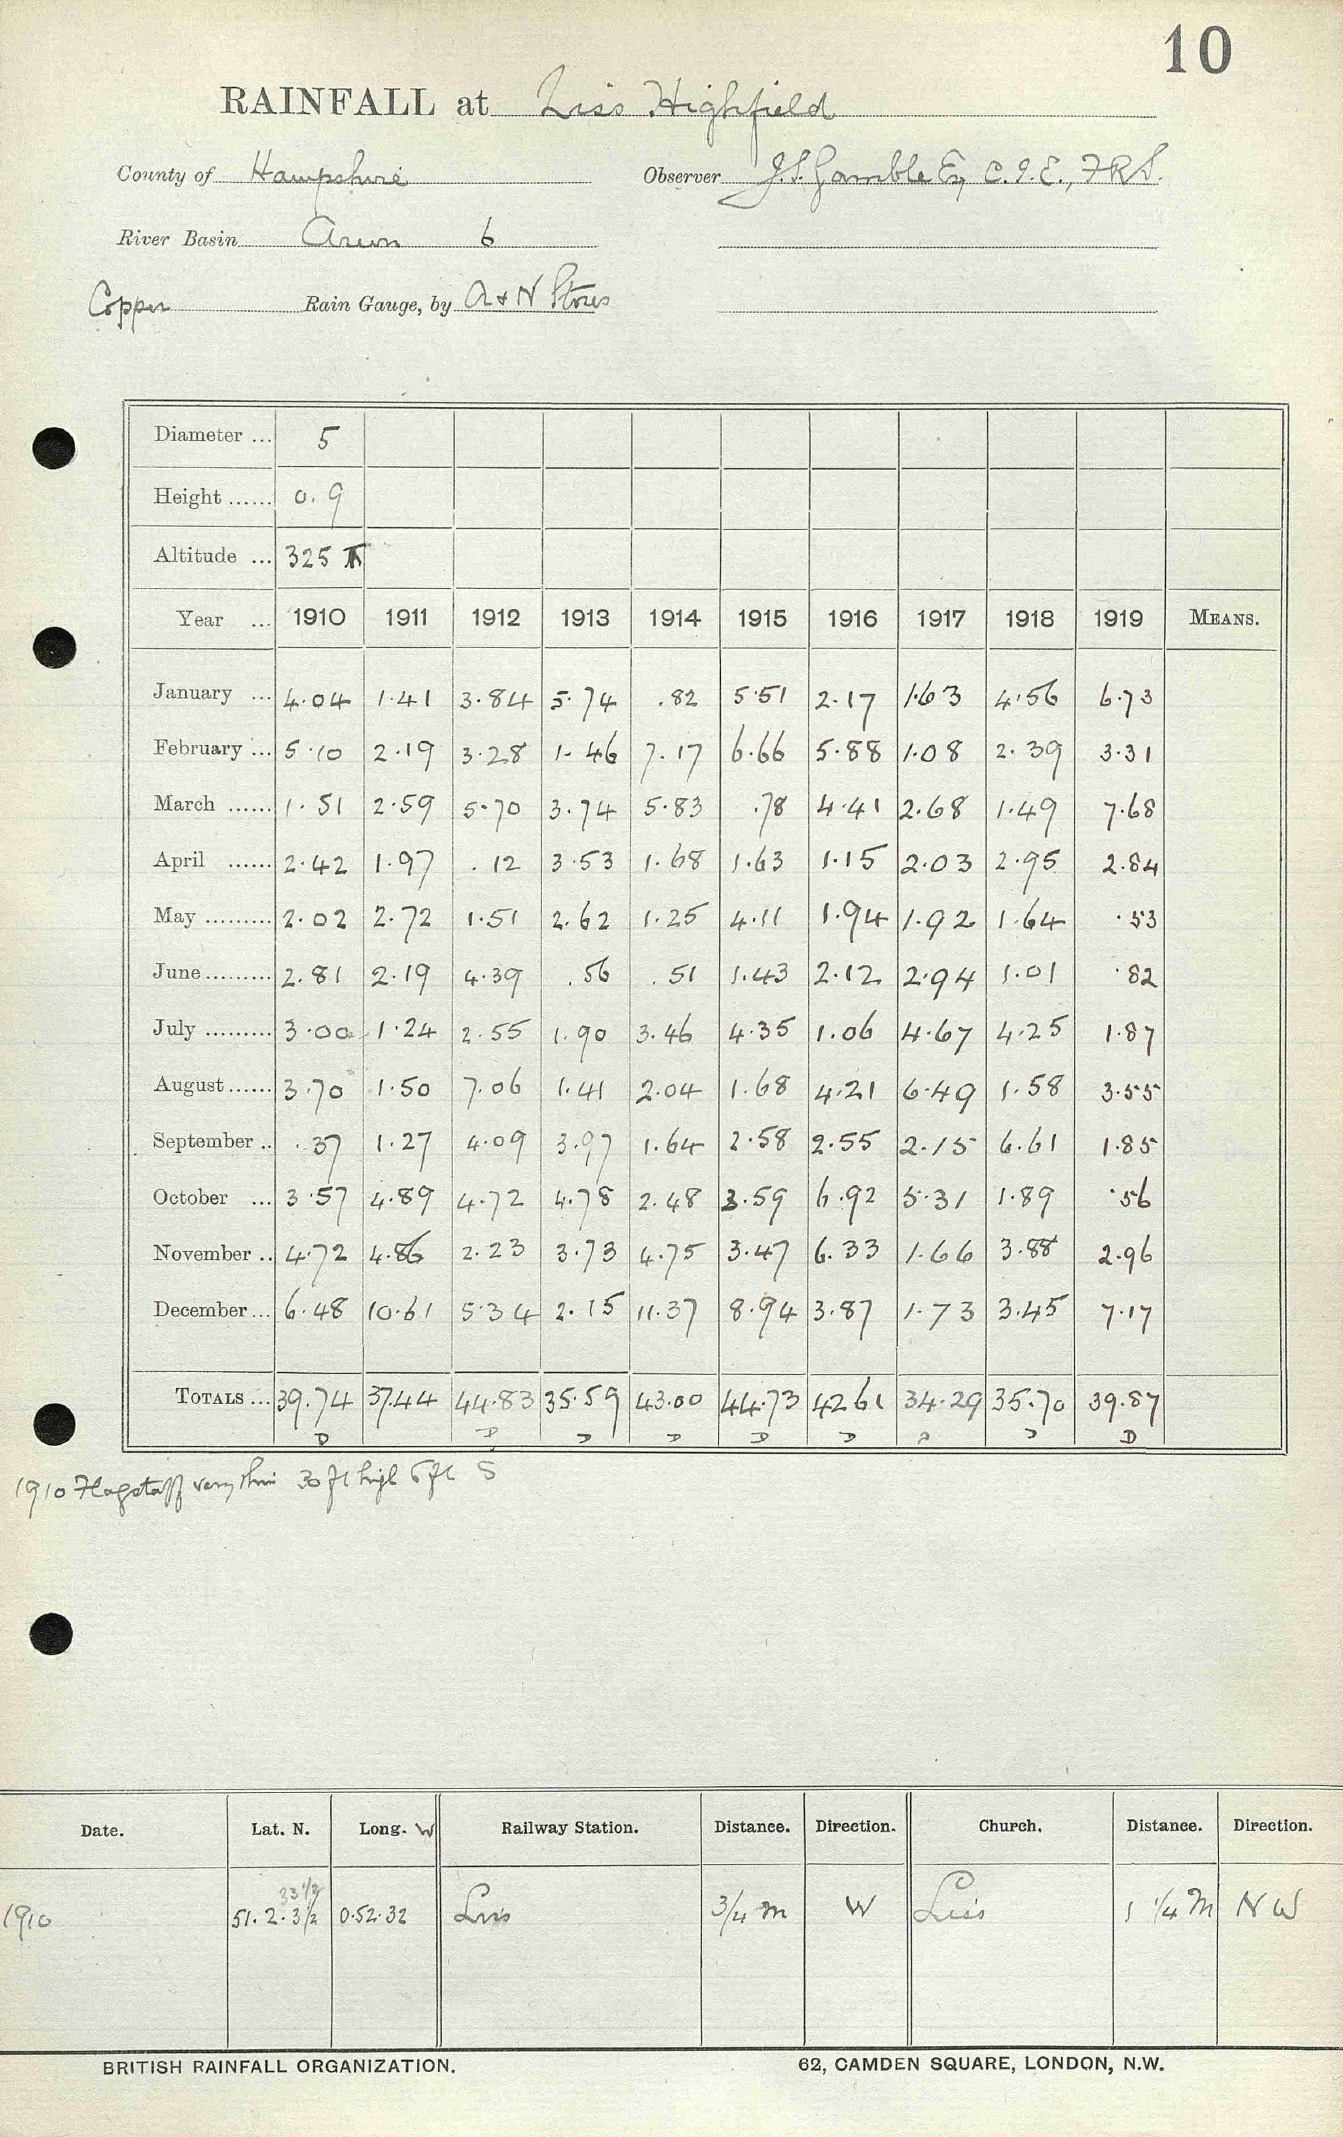 10
RAINFALL at Liss Highfield
County of Hampshire Observer J.S. Gamble Esq C.I.E., FRS.
River Basin Arun 6
Copper Rain Gauge, by A & N Stores
Diameter ... 5
Height ...... 0.9
Altitude ... 325
Year ... 1910 1911 1912 1913 1914 1915 1916 1917 1918 1919 MEANS.
January ... 4.04 1.41 3.84 5.74 .82 5.51 2.17 1.63 4.56 6.73
February ... 5.10 2.19 3.28 1.46 7.17 6.66 5.88 1.08 2.39 3.31
March ...... 1.51 2.59 5.70 3.74 5.83 .78 4.41 2.68 1.49 7.68
April ...... 2.42 1.97 .12 3.53 1.68 1.63 1.15 2.03 2.95 2.84
May ......... 2.02 2.72 1.51 2.62 1.25 4.11 1.94 1.92 1.64 .53
June ......... 2.81 2.19 4.39 .56 .51 1.43 2.12 2.94 1.01 .82
July ......... 3.00 1.24 2.55 1.90 3.46 4.35 1.06 4.67 4.25 1.87
August ...... 3.70 1.50 7.06 1.41 2.04 1.68 4.21 6.49 1.58 3.55
September .. .37 1.27 4.09 3.97 1.64 2.58 2.55 2.15 6.61 1.85
October ... 3.57 4.89 4.72 4.78 2.48 3.59 6.92 5.31 1.89 .56
November .. 4.72 4.86 2.23 3.73 4.75 3.47 6.33 1.66 3.88 2.96
December ... 6.48 10.61 5.34 2.15 11.37 8.94 3.87 1.73 3.45 7.17
TOTALS ... 39.74 37.44 44.83 35.59 43.00 44.73 42.61 34.29 35.70 39.87
D D D D D D D D D
1910 Flagstaff very thin 30 ft high 6 ft S
Date. Lat. N. Long. W Railway Station. Distance. Direction. Church. Distance. Direction.
33 1/2
1910 51.2.3 1/2 0.52.32 Liss 3/4 m W Liss 1 1/4 M NW
BRITISH RAINFALL ORGANIZATION. 62, CAMDEN SQUARE, LONDON, N.W.